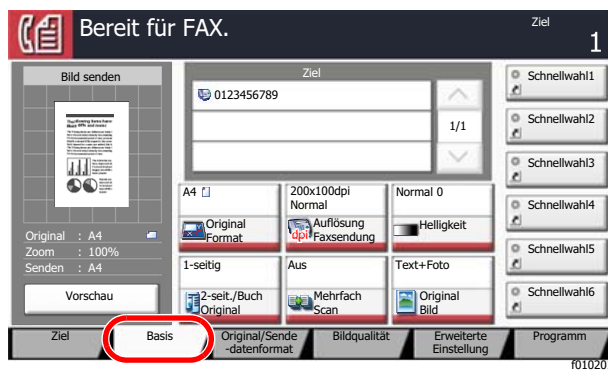 Bereit für FAX.
Ziel
1
Bild senden
Original : A4
Zoom : 100%
Senden : A4
Vorschau
Ziel
0123456789
1/1
A4
Original
Format
200x100dpi
Normal
dpi
Auflösung
Faxsendung
Normal 0
Helligkeit
1-seitig
2-seit./Buch
Original
Aus
Mehrfach
Scan
Text+Foto
Original
Bild
Schnellwahl1
Schnellwahl2
Schnellwahl3
Schnellwahl4
Schnellwahl5
Schnellwahl6
Ziel
Basis
Original/Sende
-datenformat
Bildqualität
Erweiterte
Einstellung
Programm
f01020